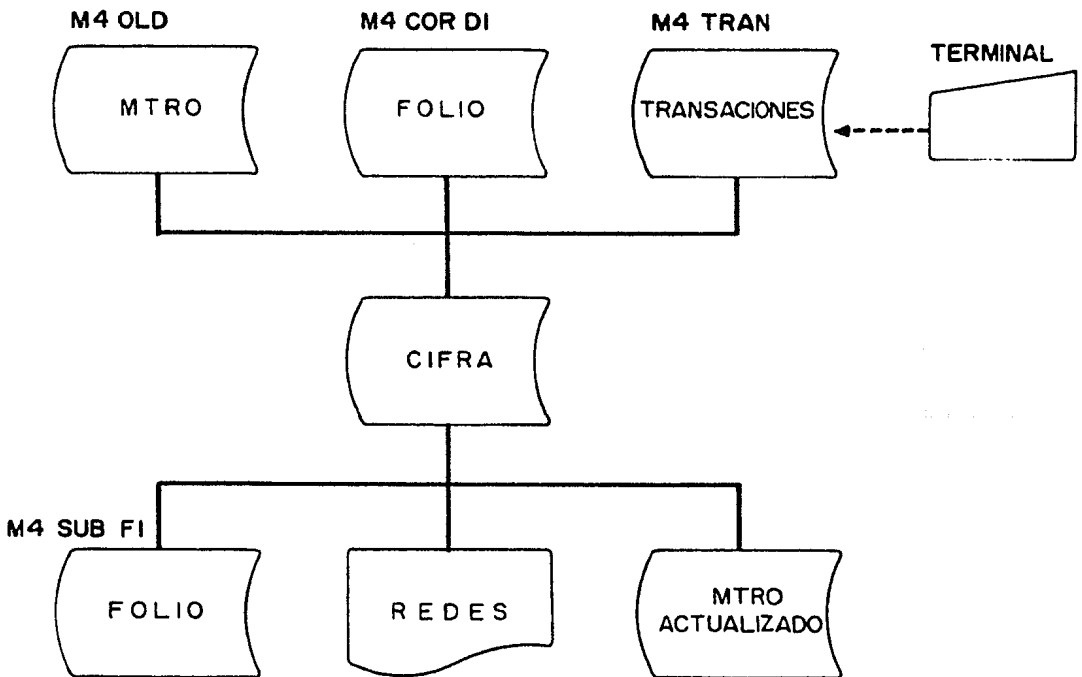 M4 OLD
M4 COR DI
M4 TRAN
TERMINAL
MTRO
FOLIO
TRANSACIONES
CIFRA
M4 SUB FI
FOLIO
REDES
MTRO
ACTUALIZADO